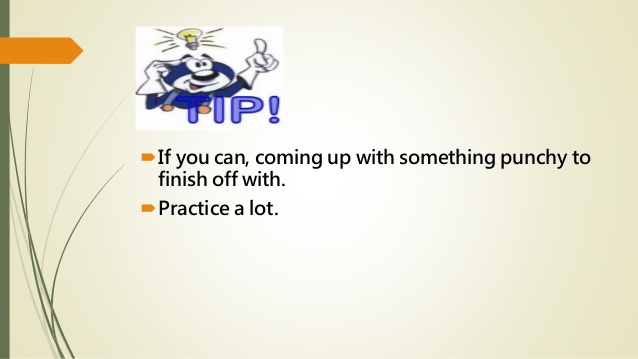 TIP!
If you can, coming up with something punchy to
finish off with.
Practice a lot.